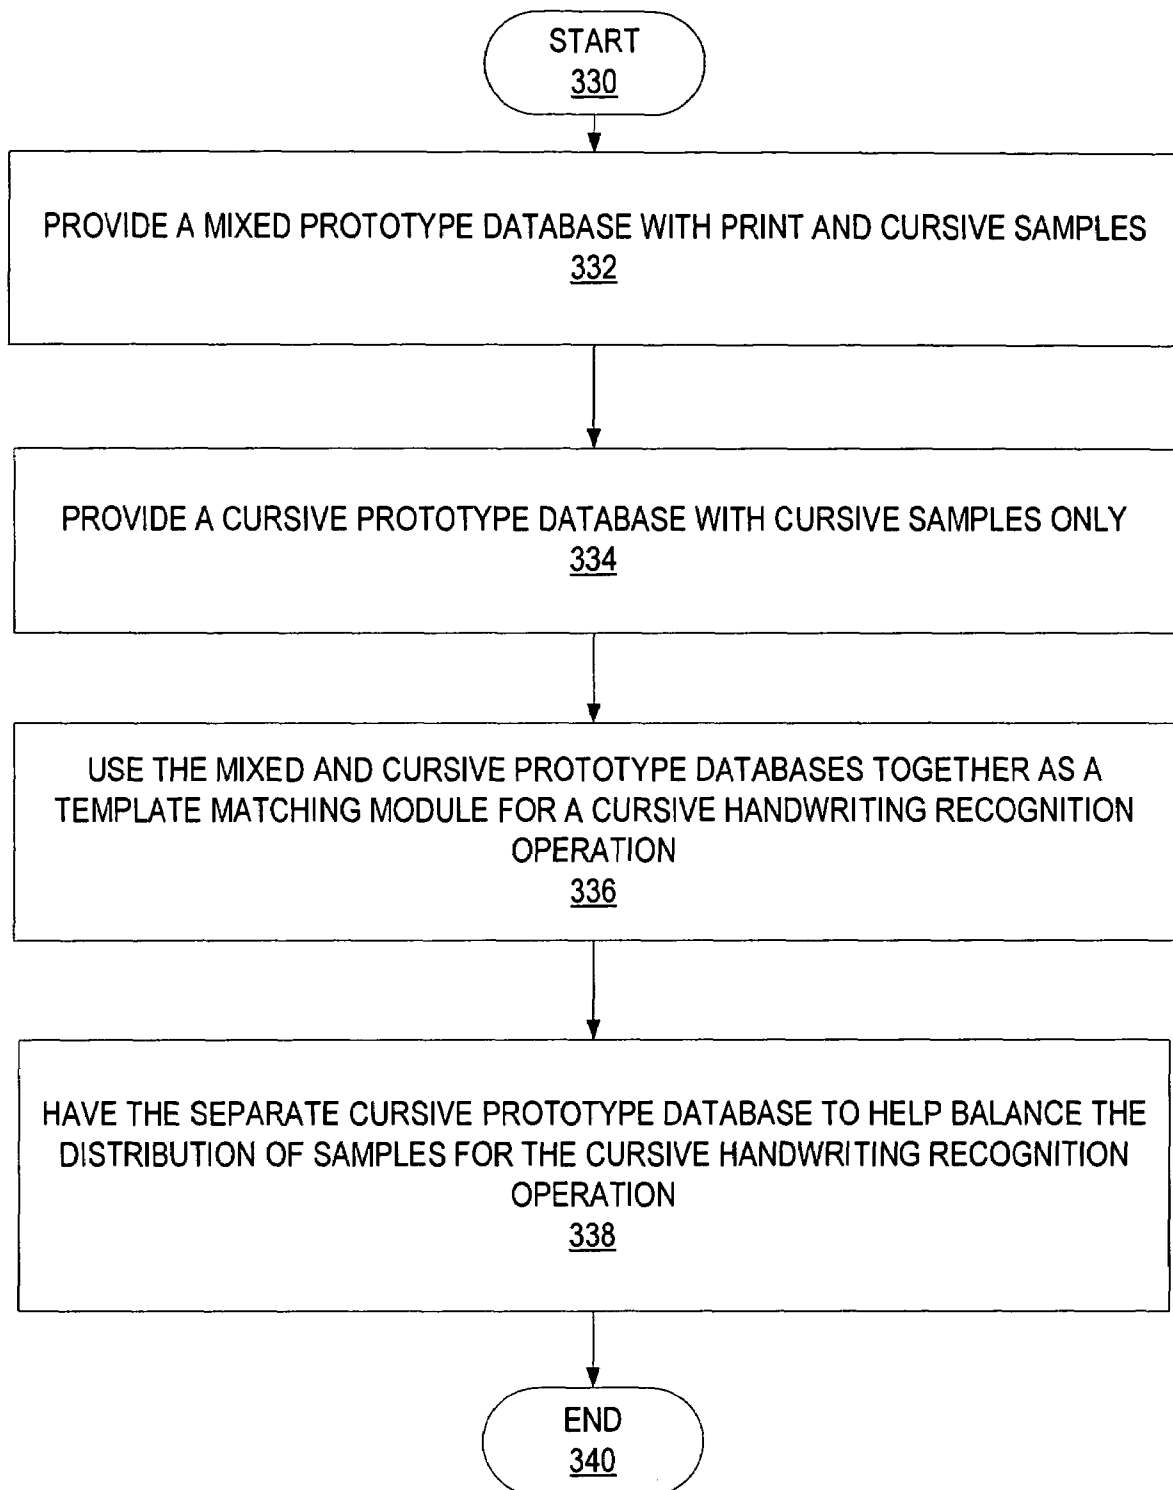 START
330
PROVIDE A MIXED PROTOTYPE DATABASE WITH PRINT AND CURSIVE SAMPLES
332
PROVIDE A CURSIVE PROTOTYPE DATABASE WITH CURSIVE SAMPLES ONLY
334
USE THE MIXED AND CURSIVE PROTOTYPE DATABASES TOGETHER AS A
TEMPLATE MATCHING MODULE FOR A CURSIVE HANDWRITING RECOGNITION
OPERATION
336
HAVE THE SEPARATE CURSIVE PROTOTYPE DATABASE TO HELP BALANCE THE
DISTRIBUTION OF SAMPLES FOR THE CURSIVE HANDWRITING RECOGNITION
OPERATION
338
END
340